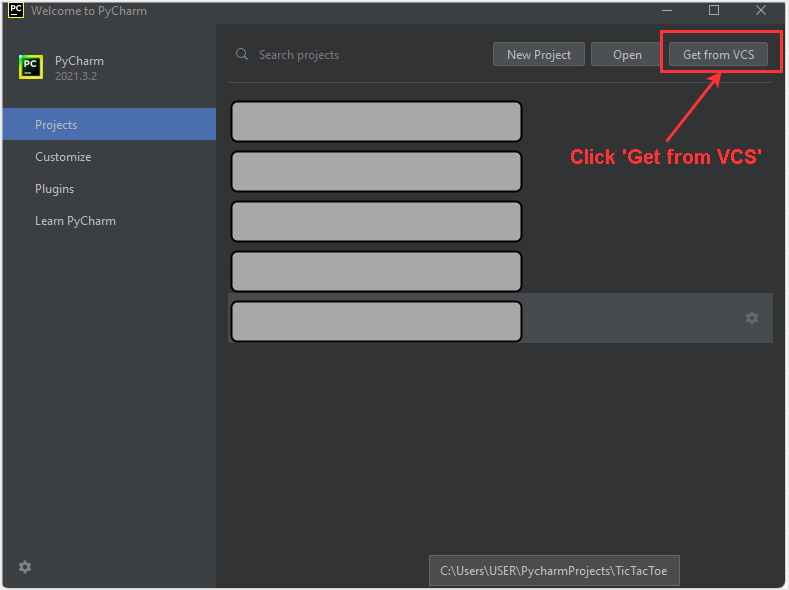 PC Welcome to PyCharm
PC PyCharm
2021.3.2
Projects
Customize
Plugins
Learn PyCharm
Search projects
New Project
Open
Get from VCS
Click 'Get from VCS'
C:\Users\USER\PycharmProjects\TicTacToe